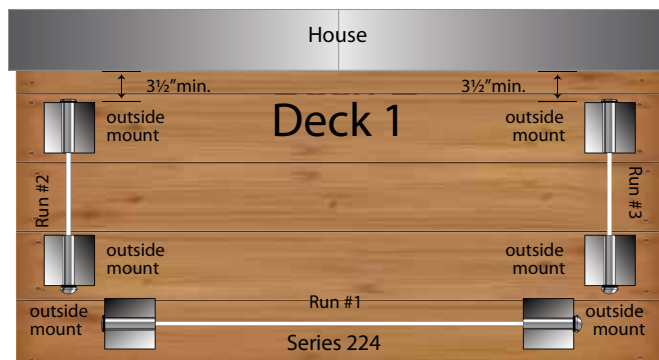 House
3½”min.
3½”min.
outside
mount
Deck 1
outside
mount
Run #2
Run #3
outside
mount
outside
mount
outside
mount
Run #1
outside
mount
Series 224